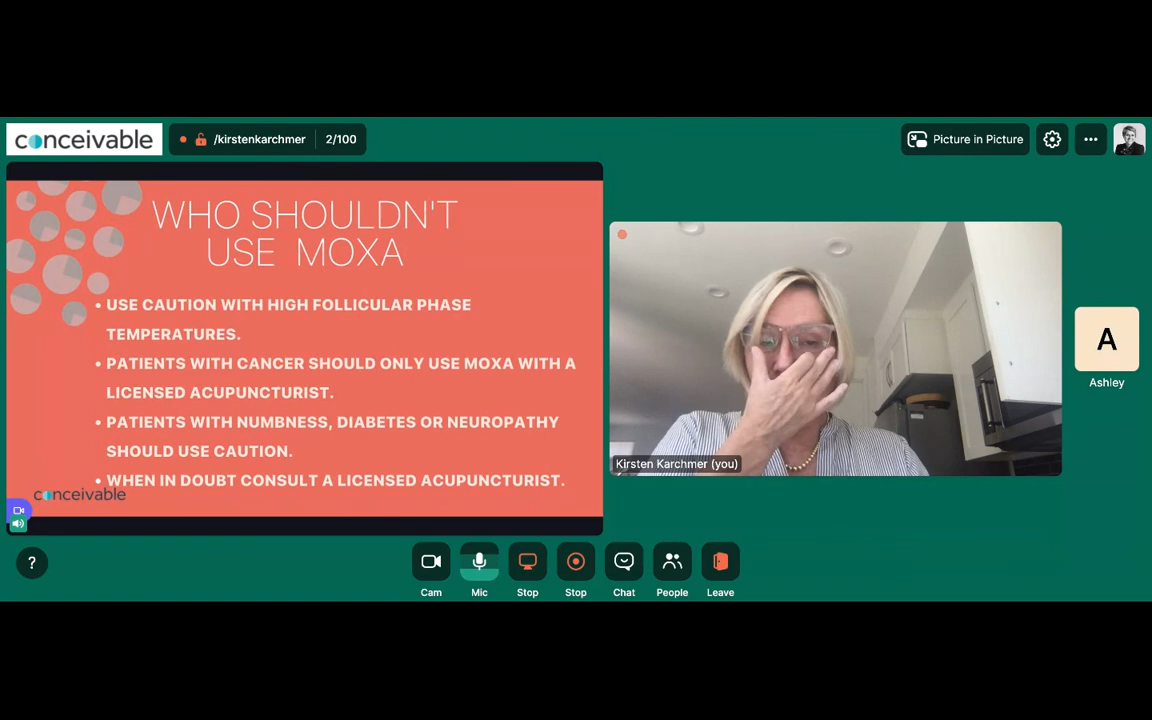 conceivable
/kirstenkarchmer
2/100
Picture in Picture
WHO SHOULDN'T
USE MOXA
• USE CAUTION WITH HIGH FOLLICULAR PHASE
TEMPERATURES.
• PATIENTS WITH CANCER SHOULD ONLY USE MOXA WITH A
LICENSED ACUPUNCTURIST.
• PATIENTS WITH NUMBNESS, DIABETES OR NEUROPATHY
SHOULD USE CAUTION.
• WHEN IN DOUBT CONSULT A LICENSED ACUPUNCTURIST.
conceivable
Kirsten Karchmer (you)
A
Ashley
?
Cam
Mic
Stop
Stop
Chat
People
Leave